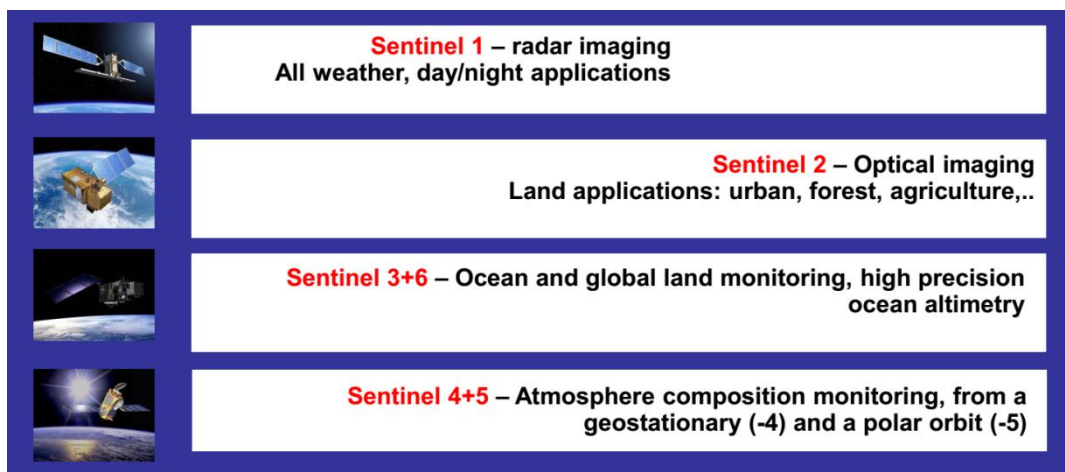 Sentinel 1 – radar imaging
All weather, day/night applications
Sentinel 2 – Optical imaging
Land applications: urban, forest, agriculture,..
Sentinel 3+6 – Ocean and global land monitoring, high precision
ocean altimetry
Sentinel 4+5 – Atmosphere composition monitoring, from a
geostationary (-4) and a polar orbit (-5)